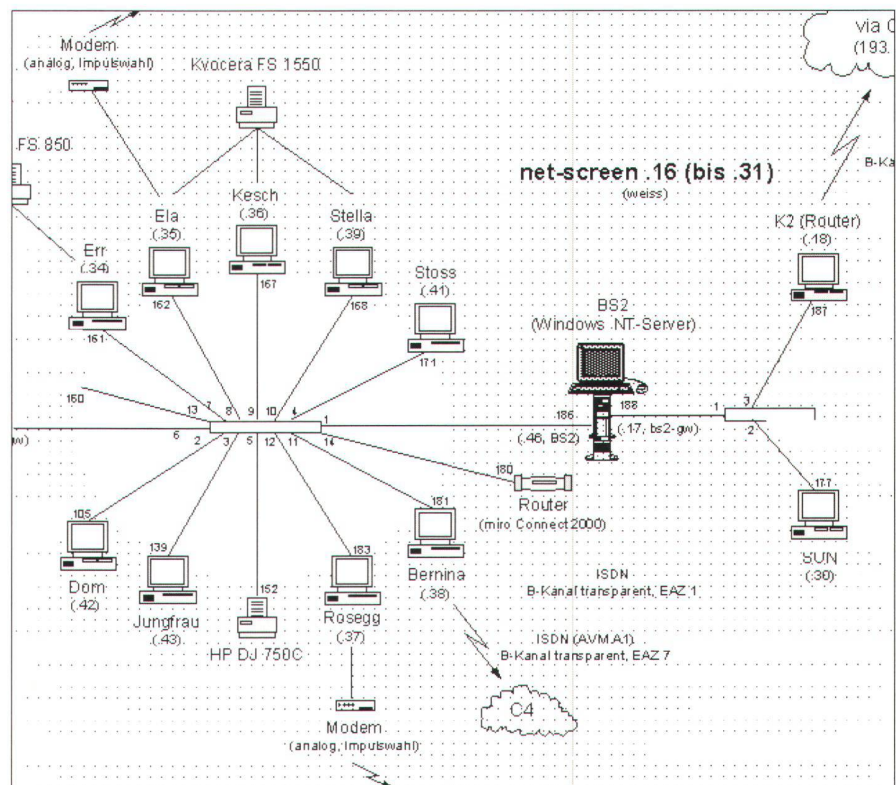 via C
(193.
Modem
(analog, Impulswahl)
Kyocera FS 1550
FS 850
B-Ka
net-screen .16 (bis .31)
(weiss)
Kesch
(.36)
Ela
(.35)
Stella
(.39)
K2 (Router)
(.18)
Err
(.34)
Stoss
(.41)
167
162
168
BS2
(Windows NT-Server)
187
161
171
160
13 7 8 9 10 4 1
186
188
1 3
gw)
6 2 3 5 12 11 14
(.46, BS2)
(.17, bs2-gw)
2
180
177
Router
(miro Connect 2000)
105
181
139
183
SUN
(.30)
Dom
(.42)
152
Bernina
(.38)
ISDN
B-Kanal transparent, EAZ 1
Jungfrau
(.43)
Rosegg
(.37)
HP DJ 750C
ISDN (AVM A1)
B-Kanal transparent, EAZ 7
C4
Modem
(analog, Impulswahl)